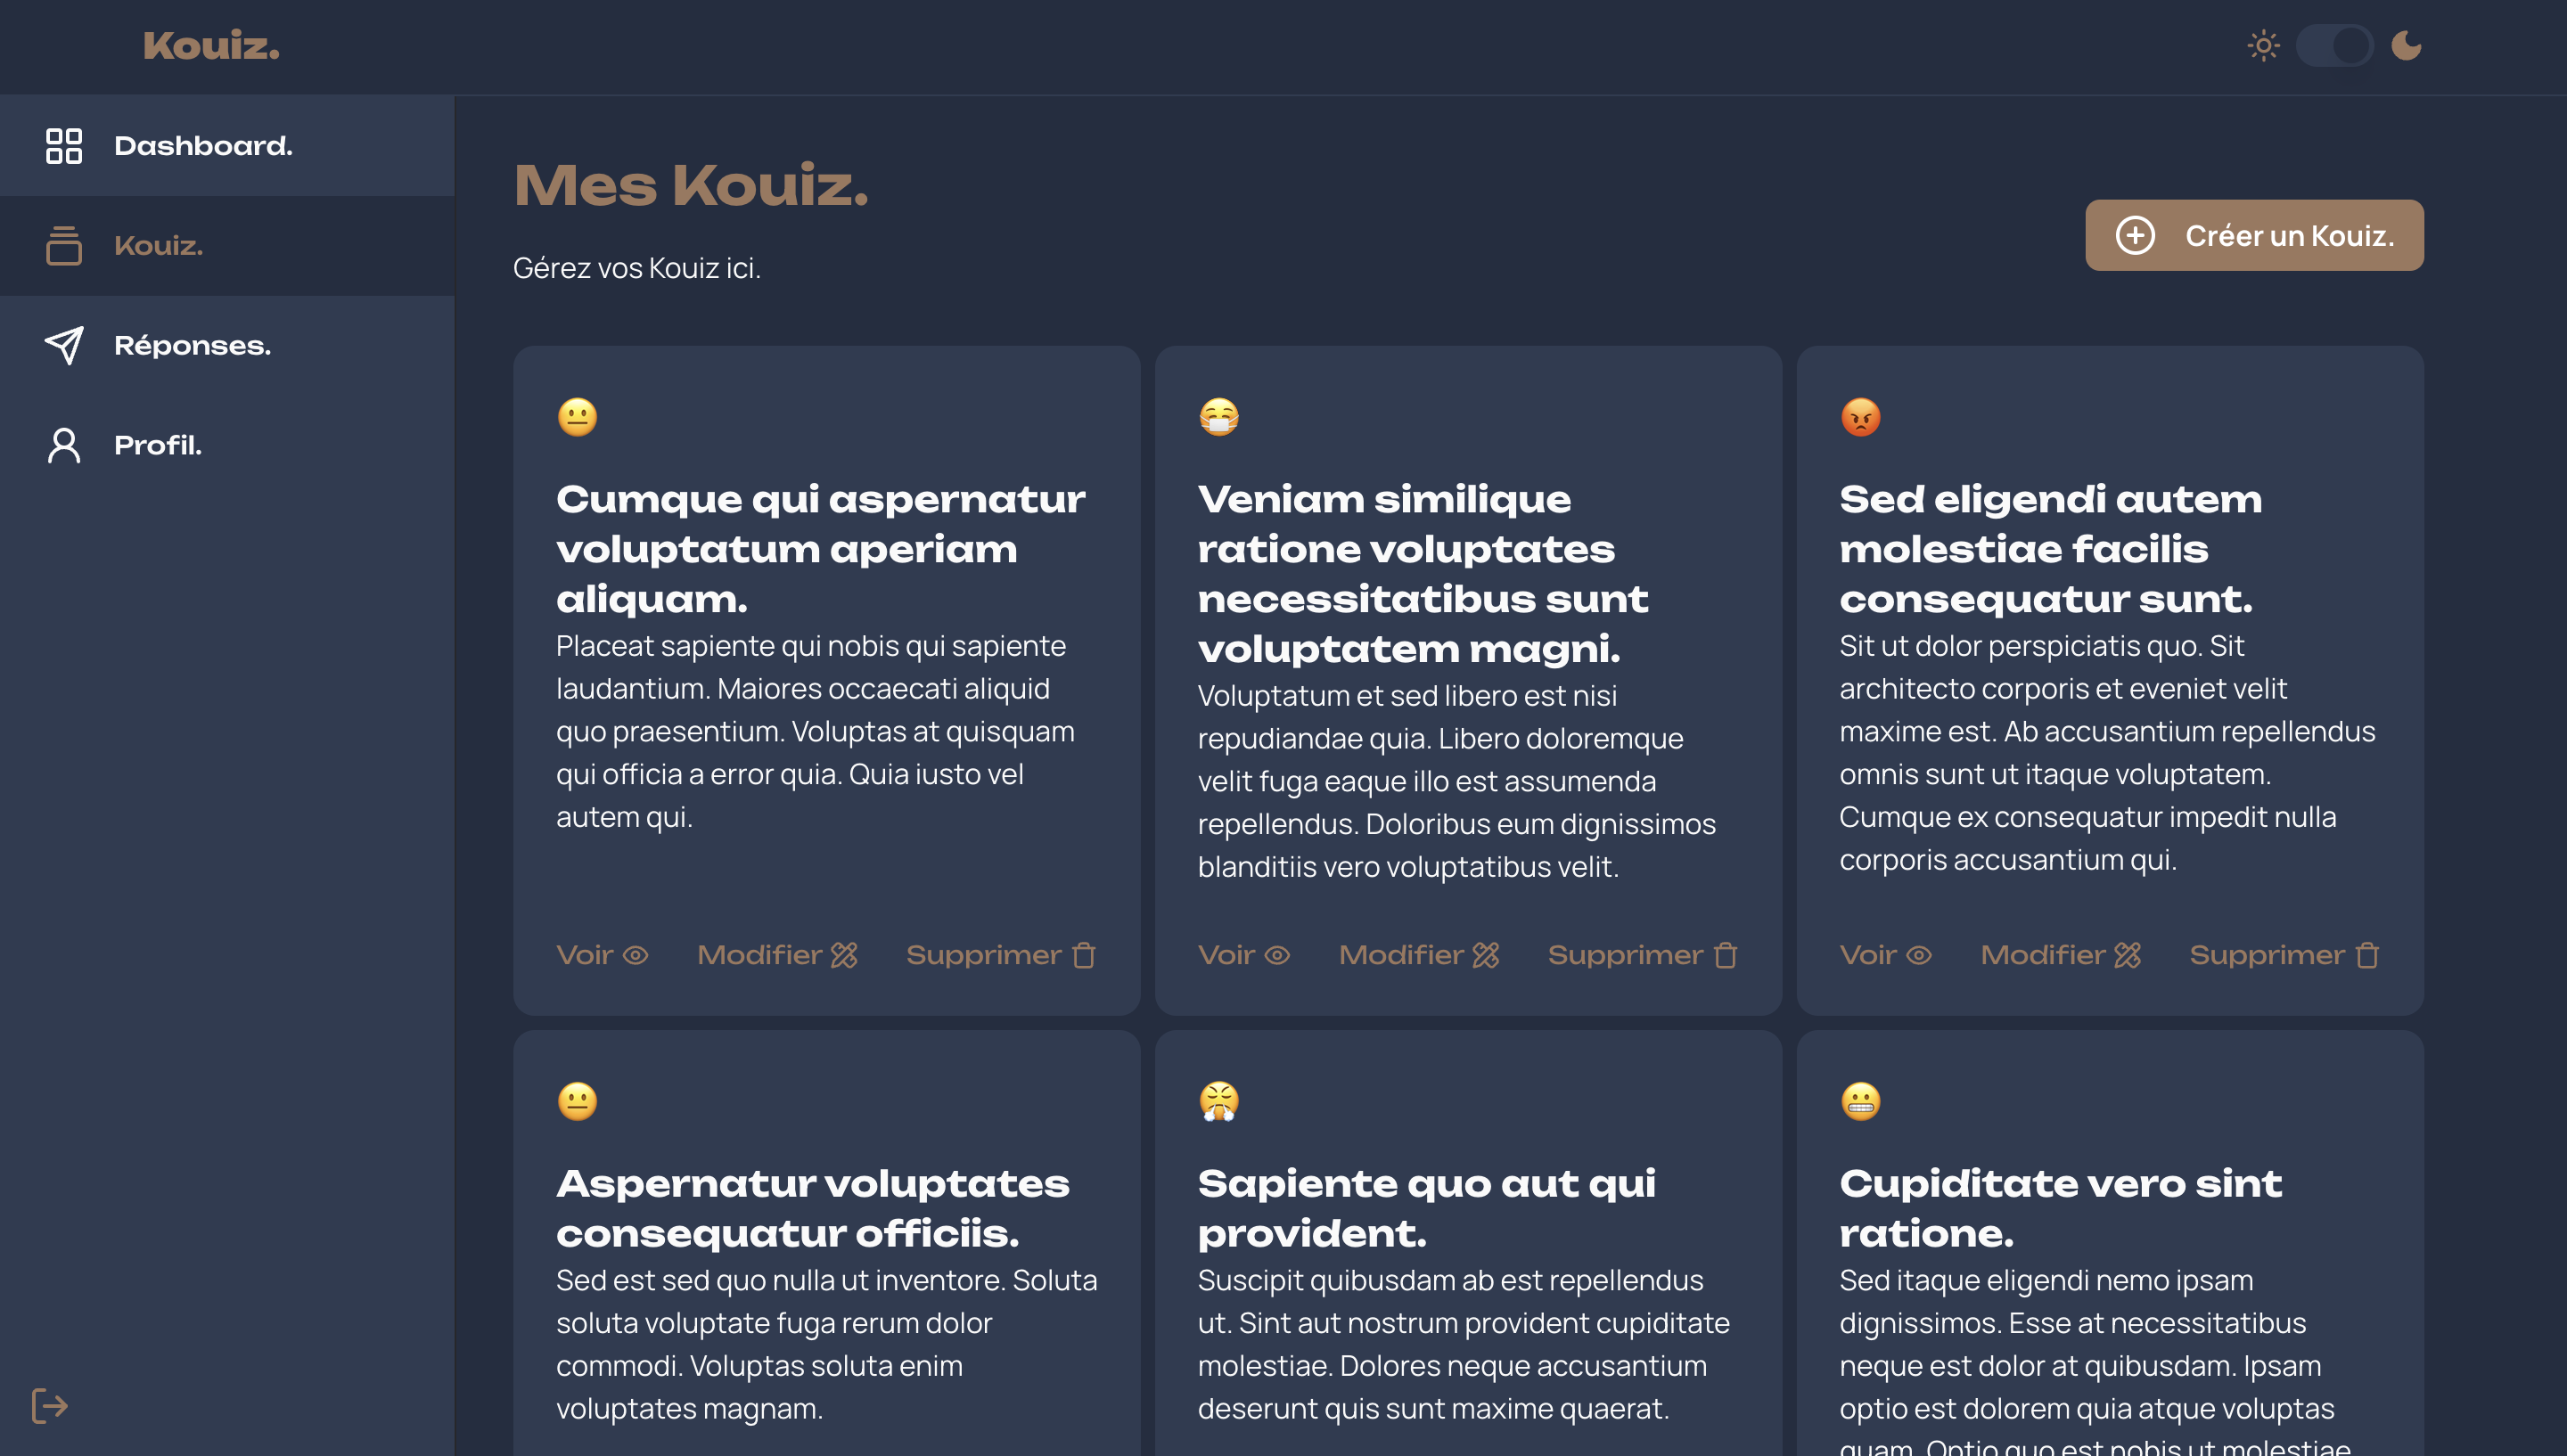 Kouiz.
Dashboard.
Kouiz.
Réponses.
Profil.
Mes Kouiz.
Gérez vos Kouiz ici.
Créer un Kouiz.
Cumque qui aspernatur
voluptatum aperiam
aliquam.
Placeat sapiente qui nobis qui sapiente
laudantium. Maiores occaecati aliquid
quo praesentium. Voluptas at quisquam
qui officia a error quia. Quia iusto vel
autem qui.
Voir
Modifier
Supprimer
Veniam similique
ratione voluptates
necessitatibus sunt
voluptatem magni.
Voluptatum et sed libero est nisi
repudiandae quia. Libero doloremque
velit fuga eaque illo est assumenda
repellendus. Doloribus eum dignissimos
blanditiis vero voluptatibus velit.
Voir
Modifier
Supprimer
Sed eligendi autem
molestiae facilis
consequatur sunt.
Sit ut dolor perspiciatis quo. Sit
architecto corporis et eveniet velit
maxime est. Ab accusantium repellendus
omnis sunt ut itaque voluptatem.
Cumque ex consequatur impedit nulla
corporis accusantium qui.
Voir
Modifier
Supprimer
Aspernatur voluptates
consequatur officiis.
Sed est sed quo nulla ut inventore. Soluta
soluta voluptate fuga rerum dolor
commodi. Voluptas soluta enim
voluptates magnam.
Sapiente quo aut qui
provident.
Suscipit quibusdam ab est repellendus
ut. Sint aut nostrum provident cupiditate
molestiae. Dolores neque accusantium
deserunt quis sunt maxime quaerat.
Cupiditate vero sint
ratione.
Sed itaque eligendi nemo ipsam
dignissimos. Esse at necessitatibus
neque est dolor at quibusdam. Ipsam
optio est dolorem quia atque voluptas
quam. Optio quo est nobis ut molestiae